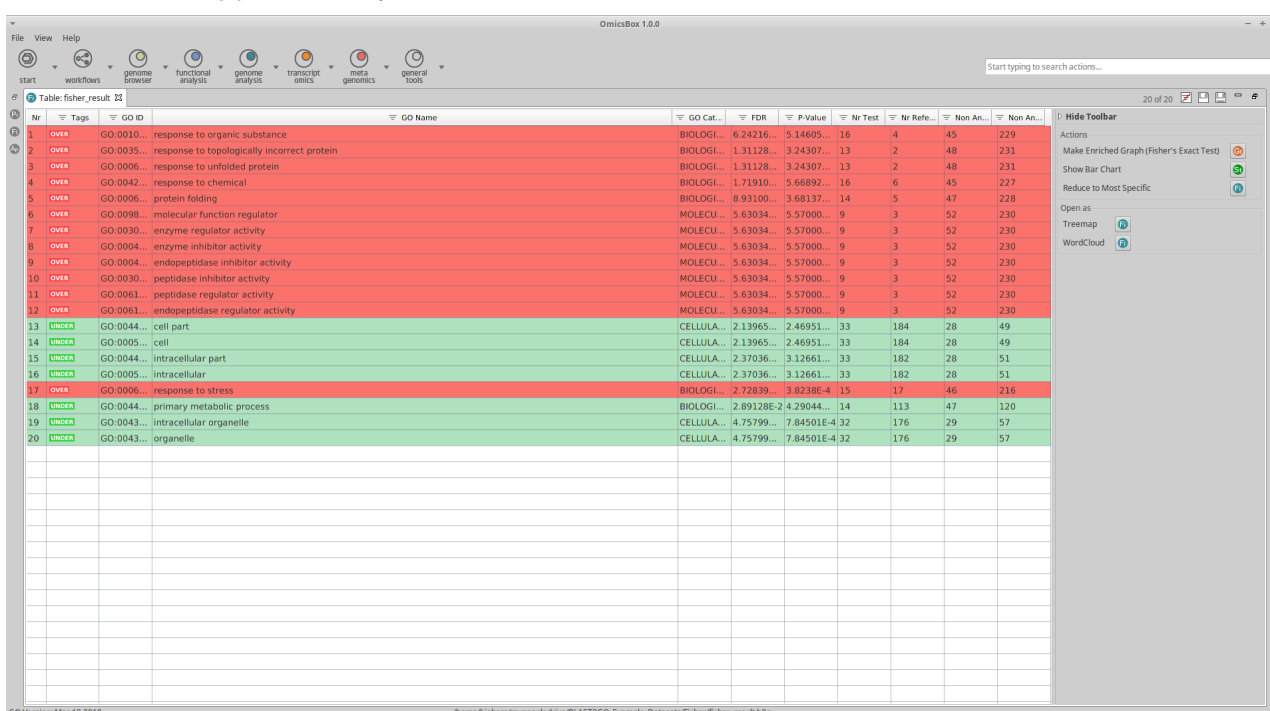 OmicsBox 1.0.0
File View Help
start workflows genome browser functional analysis genome analysis transcript omics meta genomics general tools
Start typing to search actions...
Table: fisher_result
20 of 20
Nr Tags GO ID GO Name GO Cat... FDR P-Value Nr Test Nr Refe... Non An... Non An...
1 OVER GO:0010... response to organic substance BIOLOGI... 6.24216... 5.14605... 16 4 45 229
2 OVER GO:0035... response to topologically incorrect protein BIOLOGI... 1.31128... 3.24307... 13 2 48 231
3 OVER GO:0006... response to unfolded protein BIOLOGI... 1.31128... 3.24307... 13 2 48 231
4 OVER GO:0042... response to chemical BIOLOGI... 1.71910... 5.66892... 16 6 45 227
5 OVER GO:0006... protein folding BIOLOGI... 8.93100... 3.68137... 14 5 47 228
6 OVER GO:0098... molecular function regulator MOLECU... 5.63034... 5.57000... 9 3 52 230
7 OVER GO:0030... enzyme regulator activity MOLECU... 5.63034... 5.57000... 9 3 52 230
8 OVER GO:0004... enzyme inhibitor activity MOLECU... 5.63034... 5.57000... 9 3 52 230
9 OVER GO:0004... endopeptidase inhibitor activity MOLECU... 5.63034... 5.57000... 9 3 52 230
10 OVER GO:0030... peptidase inhibitor activity MOLECU... 5.63034... 5.57000... 9 3 52 230
11 OVER GO:0061... peptidase regulator activity MOLECU... 5.63034... 5.57000... 9 3 52 230
12 OVER GO:0061... endopeptidase regulator activity MOLECU... 5.63034... 5.57000... 9 3 52 230
13 UNDER GO:0044... cell part CELLULA... 2.13965... 2.46951... 33 184 28 49
14 UNDER GO:0005... cell CELLULA... 2.13965... 2.46951... 33 184 28 49
15 UNDER GO:0044... intracellular part CELLULA... 2.37036... 3.12661... 33 182 28 51
16 UNDER GO:0005... intracellular CELLULA... 2.37036... 3.12661... 33 182 28 51
17 OVER GO:0006... response to stress BIOLOGI... 2.72839... 3.8238E-4 15 17 46 216
18 UNDER GO:0044... primary metabolic process BIOLOGI... 2.89128E-2 4.29044... 14 113 47 120
19 UNDER GO:0043... intracellular organelle CELLULA... 4.75799... 7.84501E-4 32 176 29 57
20 UNDER GO:0043... organelle CELLULA... 4.75799... 7.84501E-4 32 176 29 57
Hide Toolbar
Actions
Make Enriched Graph (Fisher's Exact Test)
Show Bar Chart
Reduce to Most Specific
Open as
Treemap
WordCloud